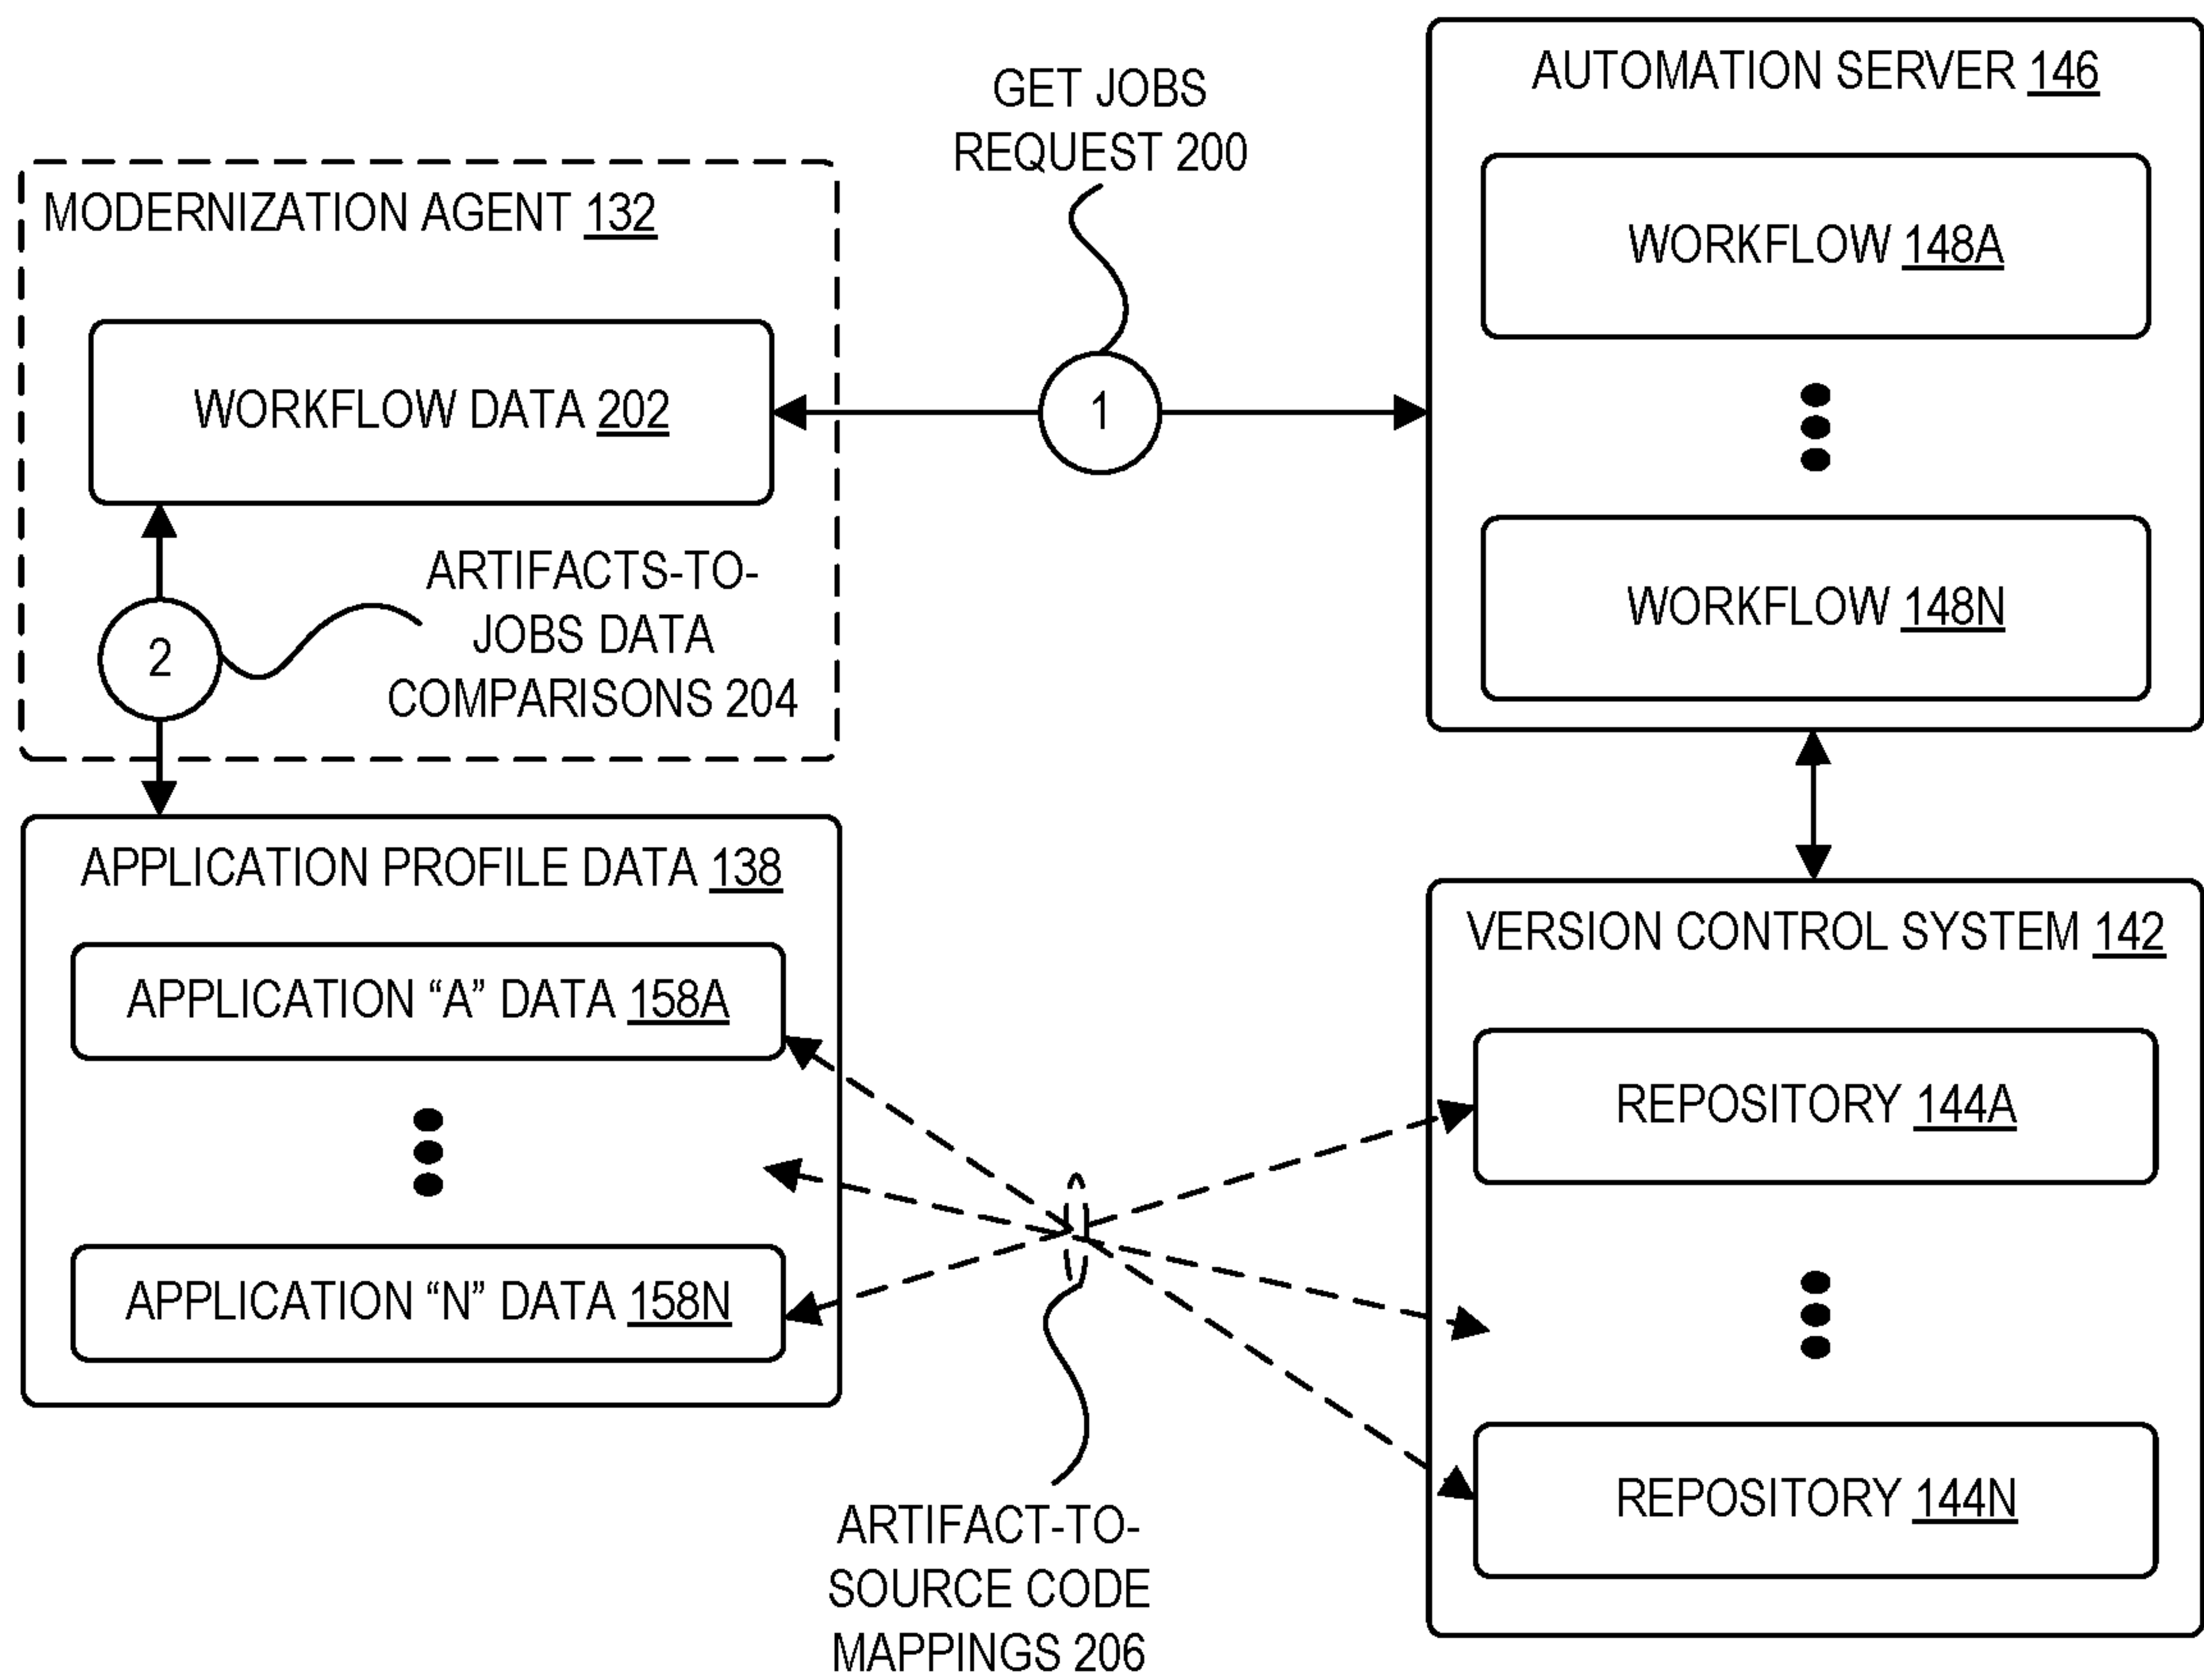 GET JOBS
REQUEST 200
AUTOMATION SERVER 146
WORKFLOW 148A
WORKFLOW 148N
MODERNIZATION AGENT 132
WORKFLOW DATA 202
1
ARTIFACTS-TO-
JOBS DATA
COMPARISONS 204
2
APPLICATION PROFILE DATA 138
APPLICATION “A” DATA 158A
APPLICATION “N” DATA 158N
VERSION CONTROL SYSTEM 142
REPOSITORY 144A
REPOSITORY 144N
ARTIFACT-TO-
SOURCE CODE
MAPPINGS 206